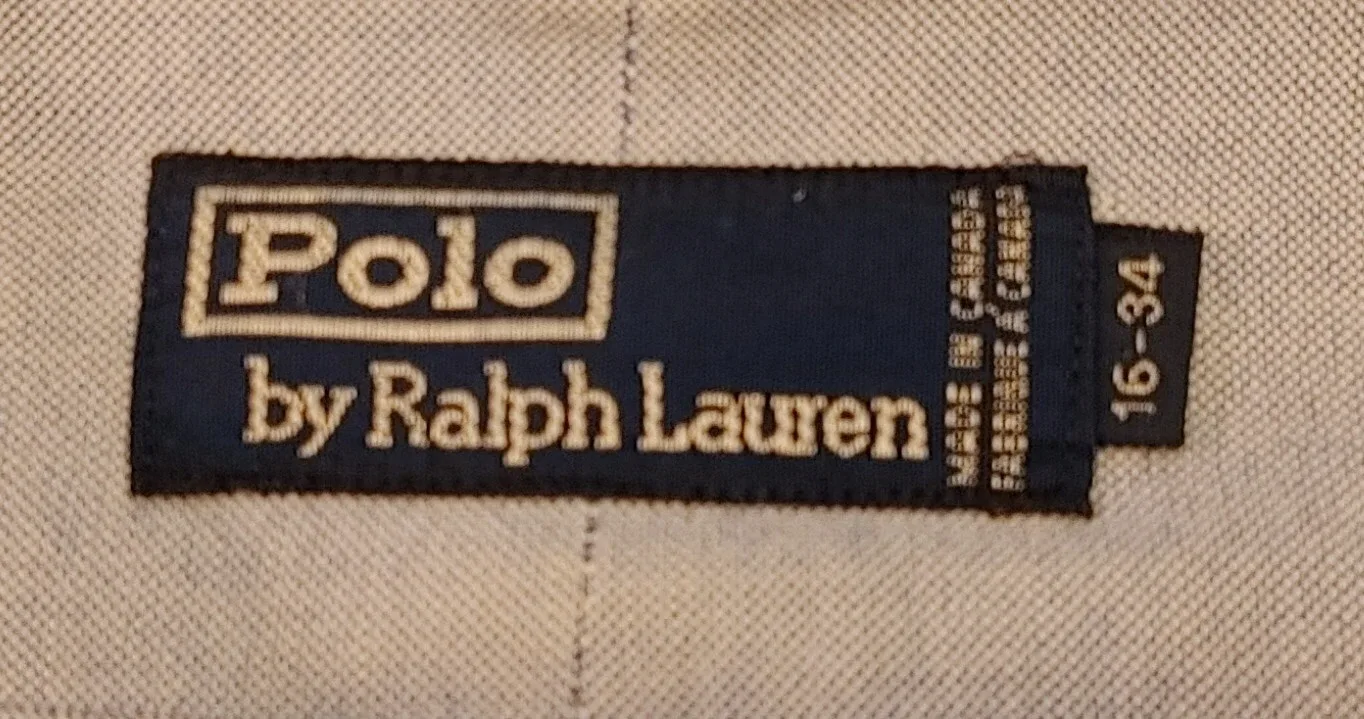 Polo
by Ralph Lauren
MADE IN CANADA
FABRIQUÉ AU CANADA
16-34